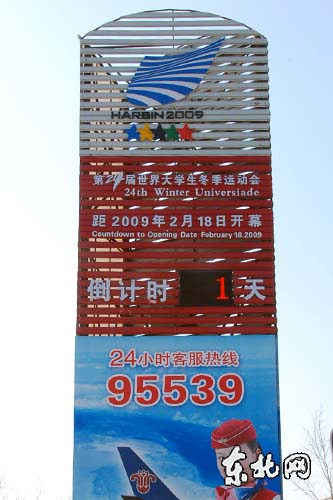 HARBIN 2009
第24届世界大学生冬季运动会
24th Winter Universiade
距 2009年2月18日开幕
Countdown to Opening Date February 18.2009
倒计时 1 天
24小时客服热线
95539
东北网